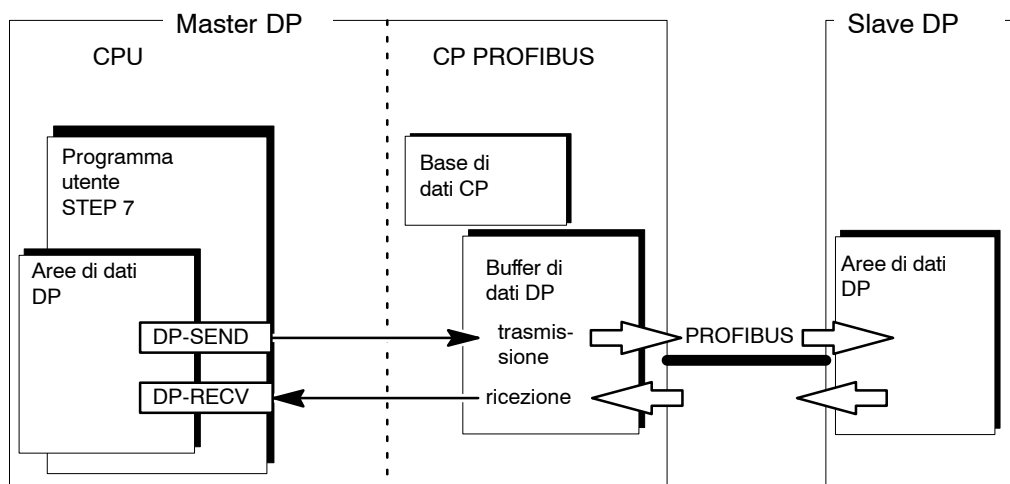 Master DP
Slave DP
CPU
CP PROFIBUS
Programma
utente
STEP 7
Base di
dati CP
Aree di dati
DP
Buffer di
dati DP
Aree di dati
DP
DP-SEND
trasmis-
sione
PROFIBUS
DP-RECV
ricezione